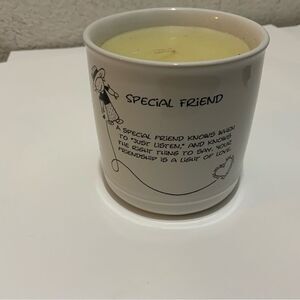 SPECIAL FRIEND
A SPECIAL FRIEND KNOWS WHEN
TO "JUST LISTEN," AND KNOWS
THE RIGHT THING TO SAY. YOUR
FRIENDSHIP IS A LIGHT OF LOVE.